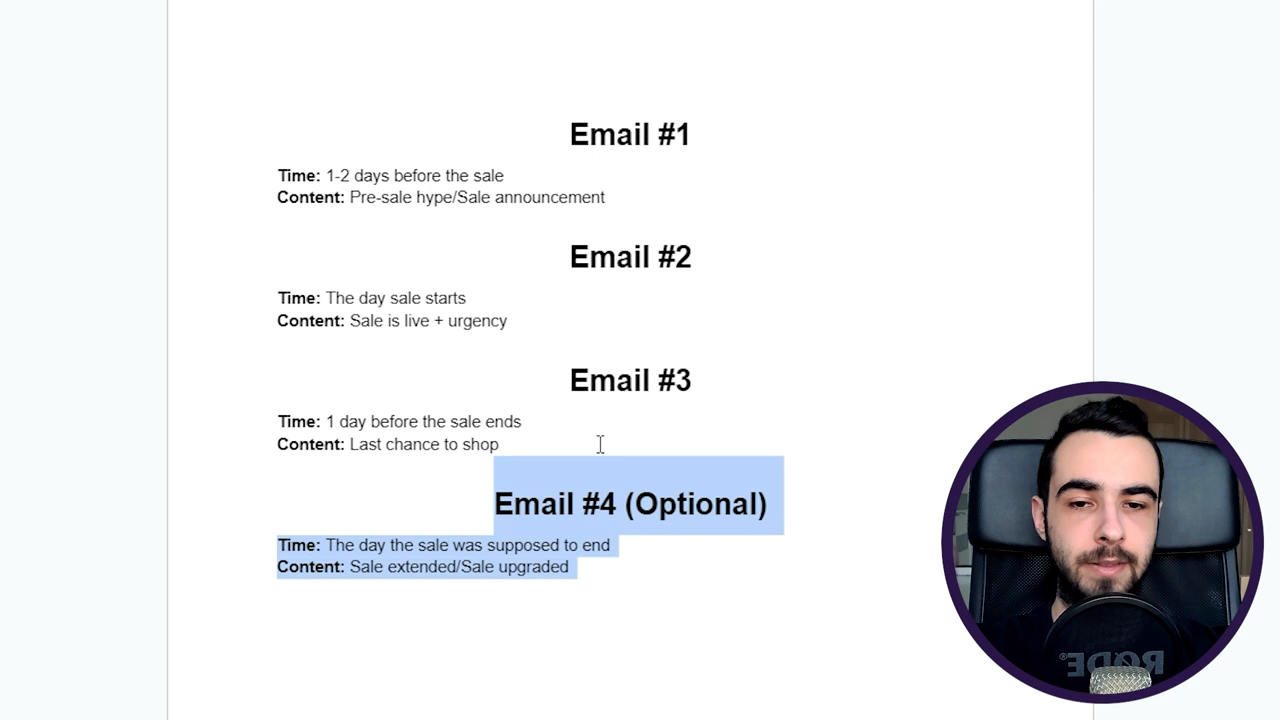 Email #1
Time: 1-2 days before the sale
Content: Pre-sale hype/Sale announcement
Email #2
Time: The day sale starts
Content: Sale is live + urgency
Email #3
Time: 1 day before the sale ends
Content: Last chance to shop
Email #4 (Optional)
Time: The day the sale was supposed to end
Content: Sale extended/Sale upgraded
RØDE®